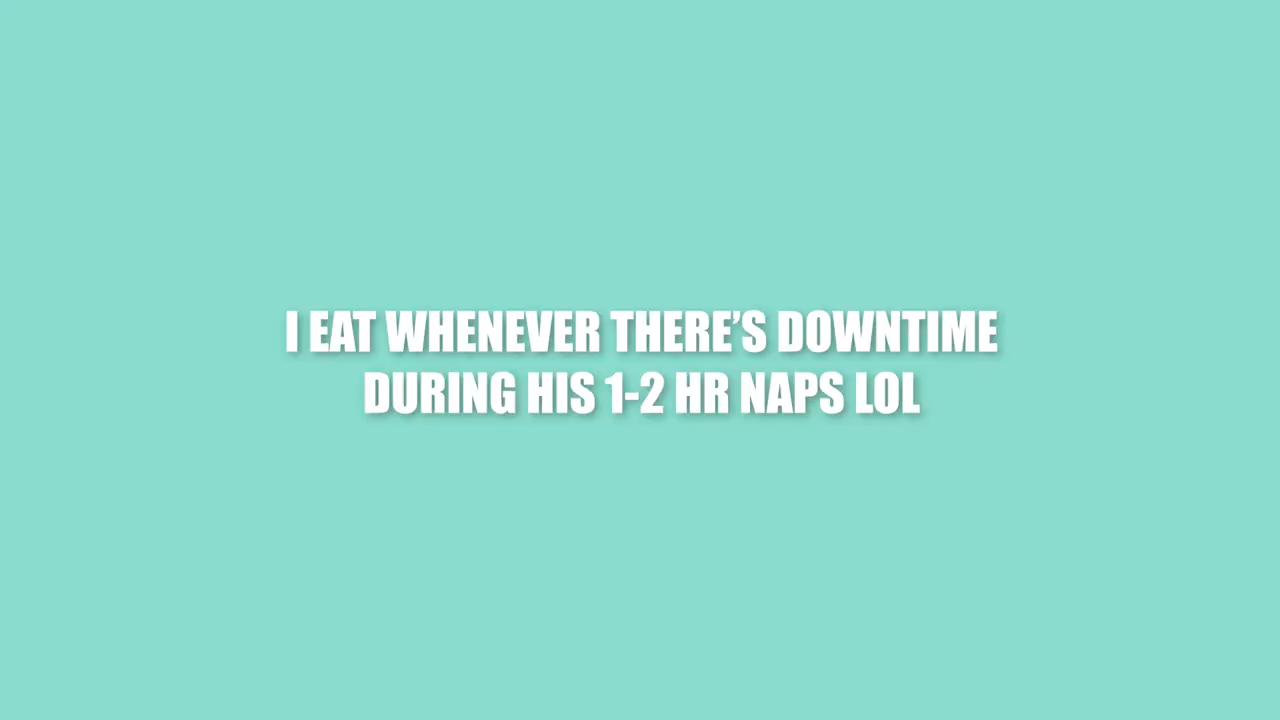 I EAT WHENEVER THERE’S DOWNTIME
DURING HIS 1-2 HR NAPS LOL